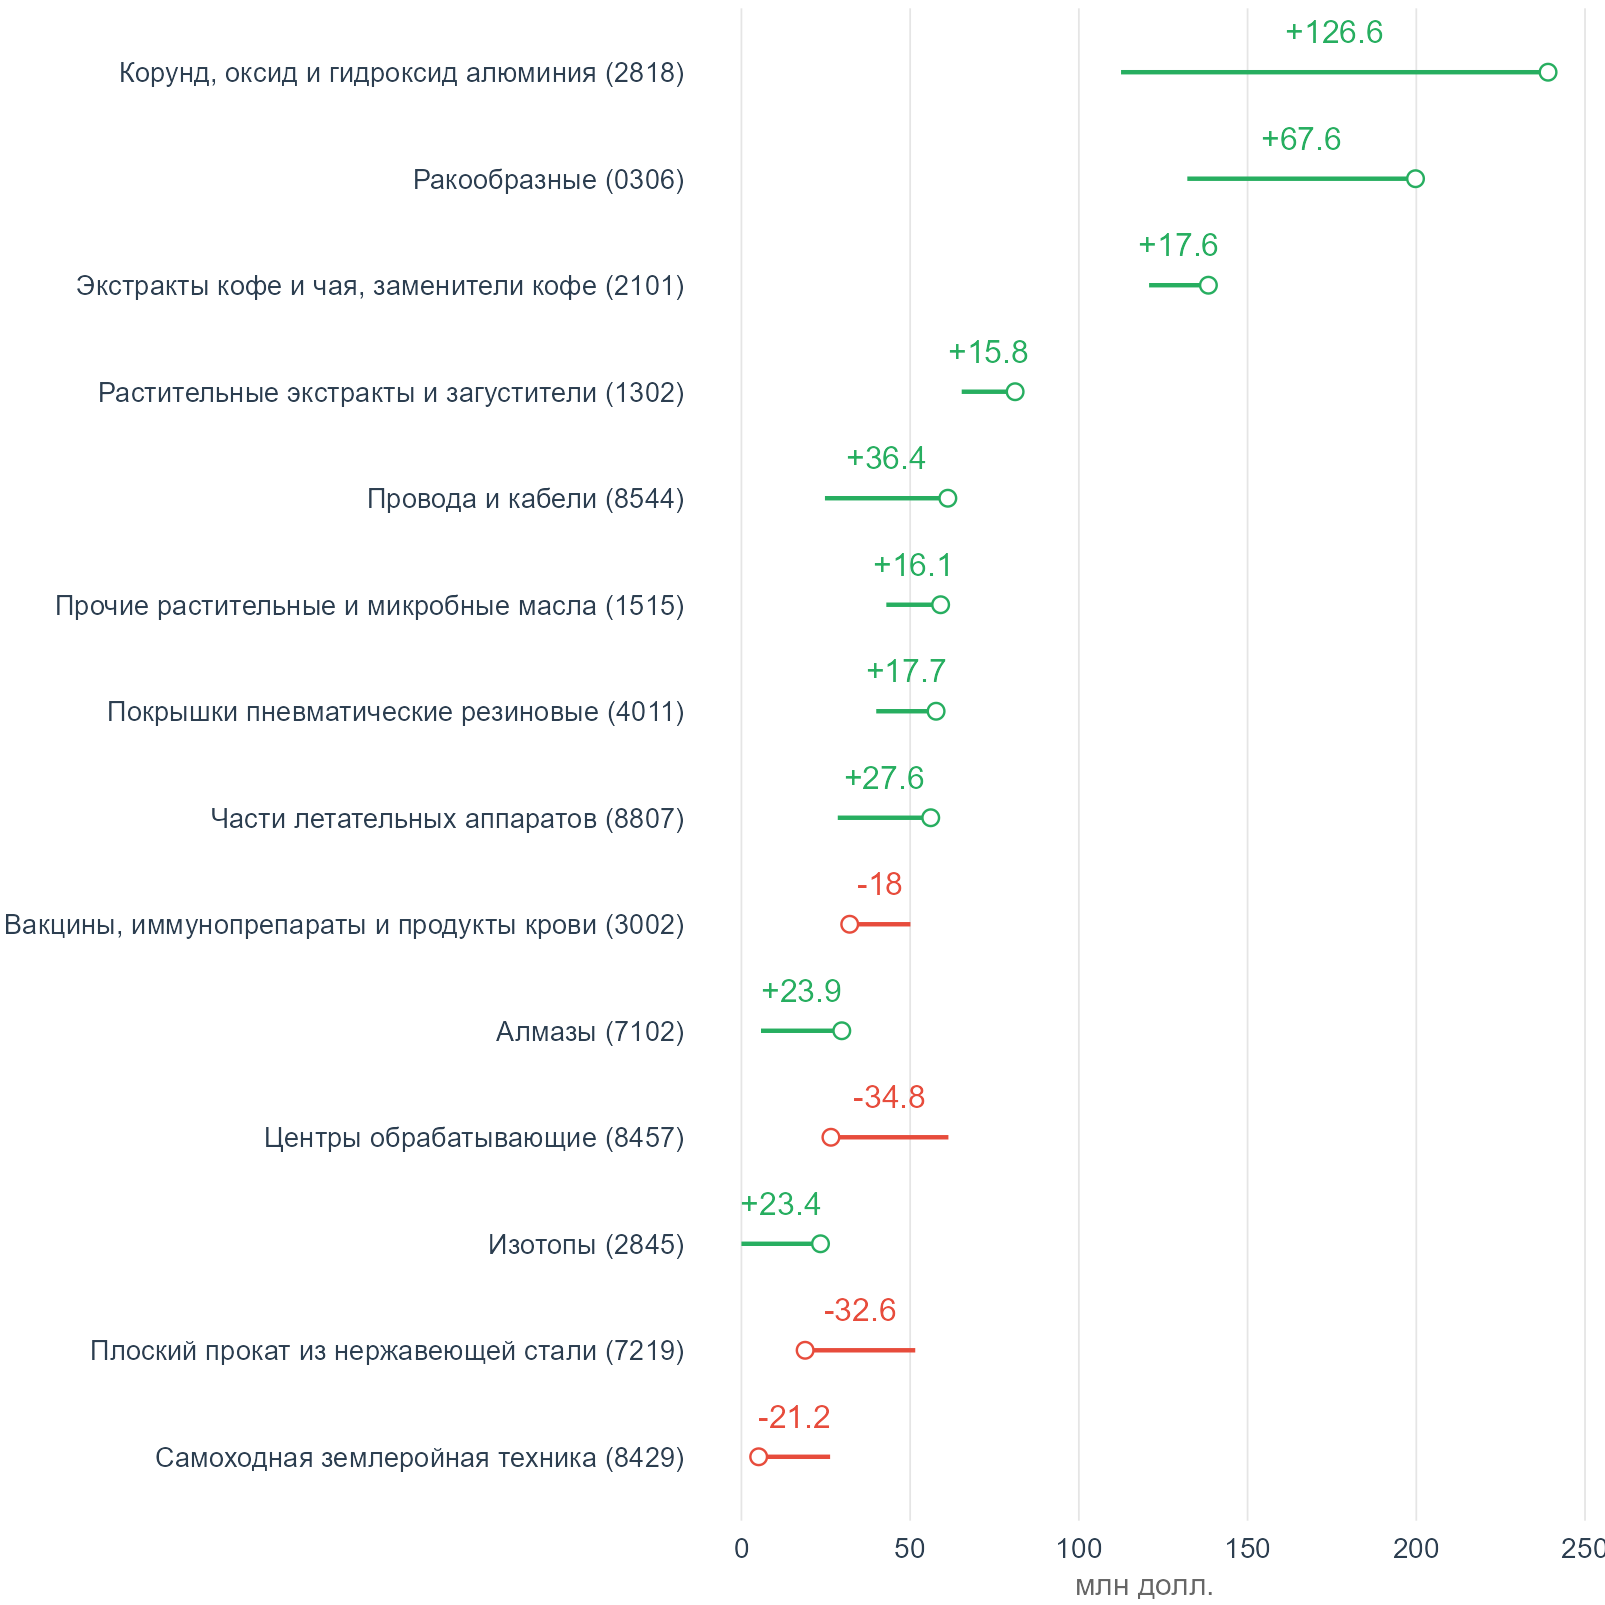 +126.6
Корунд, оксид и гидроксид алюминия (2818)
+67.6
Ракообразные (0306)
+17.6
Экстракты кофе и чая, заменители кофе (2101)
+15.8
Растительные экстракты и загустители (1302)
+36.4
Провода и кабели (8544)
+16.1
Прочие растительные и микробные масла (1515)
+17.7
Покрышки пневматические резиновые (4011)
+27.6
Части летательных аппаратов (8807)
-18
Вакцины, иммунопрепараты и продукты крови (3002)
+23.9
Алмазы (7102)
-34.8
Центры обрабатывающие (8457)
+23.4
Изотопы (2845)
-32.6
Плоский прокат из нержавеющей стали (7219)
-21.2
Самоходная землеройная техника (8429)
0 50 100 150 200 250
млн долл.